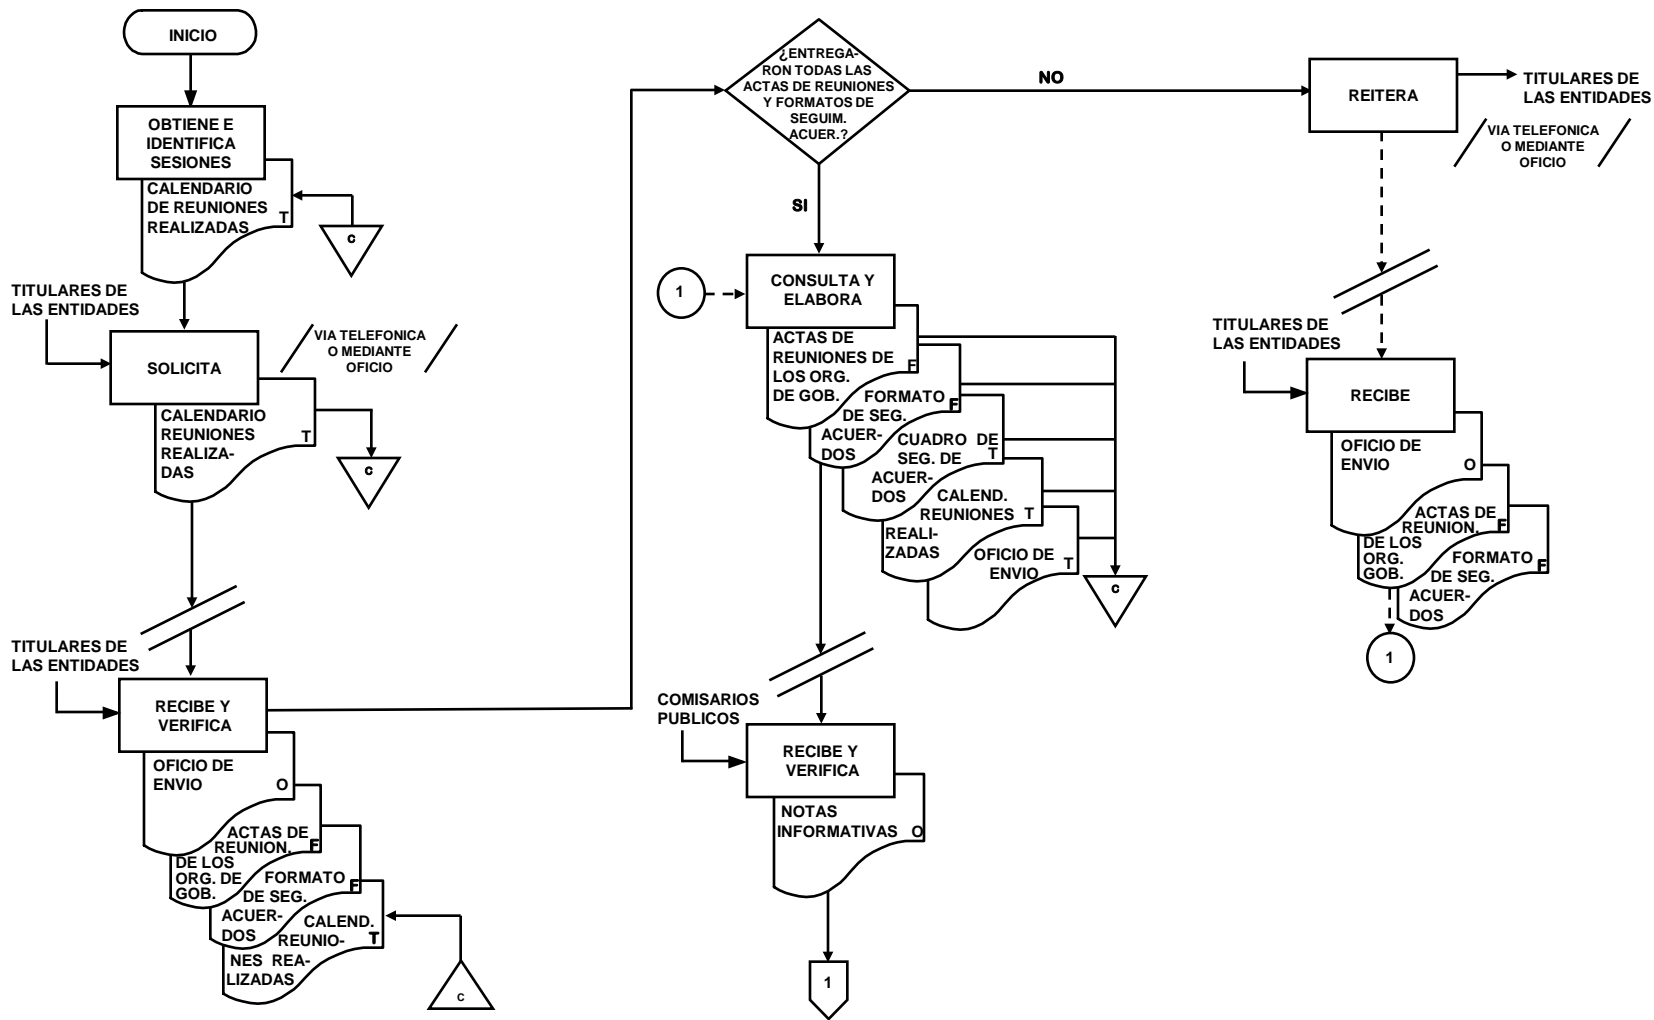 INICIO
OBTIENE E
IDENTIFICA
SESIONES
CALENDARIO
DE REUNIONES
REALIZADAS
T
C
TITULARES DE
LAS ENTIDADES
SOLICITA
VIA TELEFONICA
O MEDIANTE
OFICIO
CALENDARIO
REUNIONES
REALIZA-
DAS
T
C
TITULARES DE
LAS ENTIDADES
RECIBE Y
VERIFICA
OFICIO DE
ENVIO
O
ACTAS DE
REUNION.
DE LOS
ORG. DE
GOB.
F
FORMATO
DE SEG.
ACUER-
DOS
F
CALEND.
REUNIO-
NES REA-
LIZADAS
T
C
¿ENTREGA-
RON TODAS LAS
ACTAS DE REUNIONES
Y FORMATOS DE
SEGUIM.
ACUER.?
NO
SI
1
CONSULTA Y
ELABORA
ACTAS DE
REUNIONES DE
LOS ORG.
DE GOB.
F
FORMATO
DE SEG.
ACUER-
DOS
F
CUADRO DE
SEG. DE
ACUER-
DOS
T
CALEND.
REUNIONES
REALI-
ZADAS
T
OFICIO DE
ENVIO
T
C
COMISARIOS
PUBLICOS
RECIBE Y
VERIFICA
NOTAS
INFORMATIVAS
O
1
REITERA
TITULARES DE
LAS ENTIDADES
VIA TELEFONICA
O MEDIANTE
OFICIO
TITULARES DE
LAS ENTIDADES
RECIBE
OFICIO DE
ENVIO
O
ACTAS DE
REUNION.
DE LOS
ORG.
GOB.
F
FORMATO
DE SEG.
ACUER-
DOS
F
1